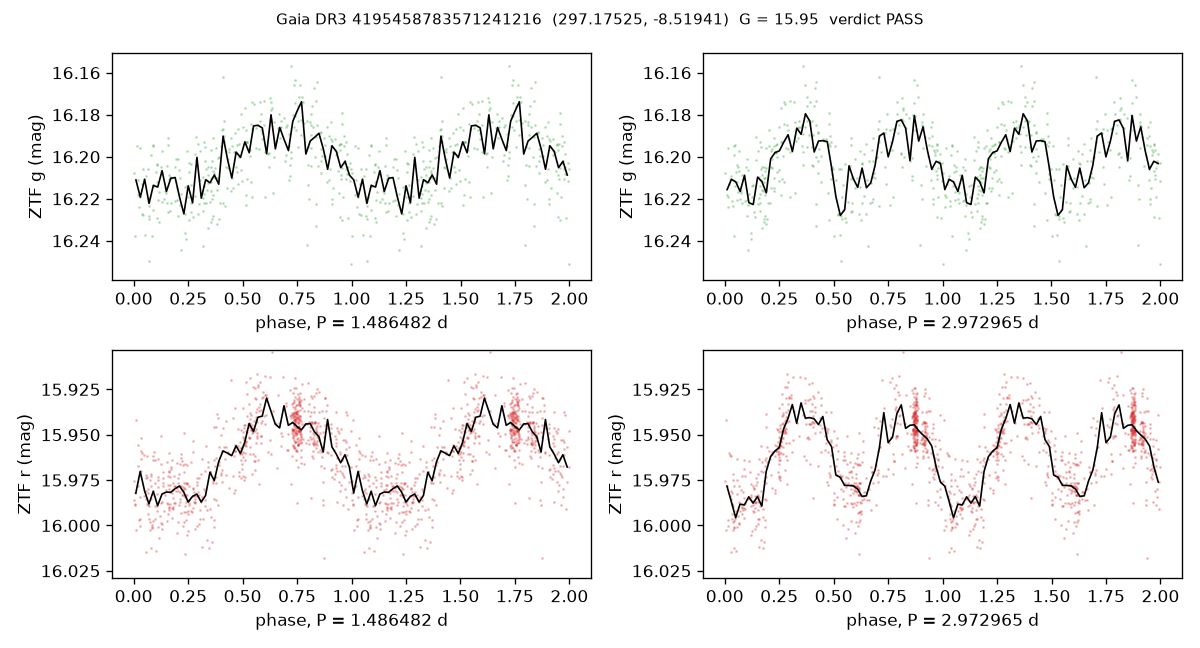 Gaia DR3 4195458783571241216 (297.17525, -8.51941) G = 15.95 verdict PASS
ZTF g (mag)
16.16
16.18
16.20
16.22
16.24
0.00 0.25 0.50 0.75 1.00 1.25 1.50 1.75 2.00
phase, P = 1.486482 d
ZTF g (mag)
16.16
16.18
16.20
16.22
16.24
0.00 0.25 0.50 0.75 1.00 1.25 1.50 1.75 2.00
phase, P = 2.972965 d
ZTF r (mag)
15.925
15.950
15.975
16.000
16.025
0.00 0.25 0.50 0.75 1.00 1.25 1.50 1.75 2.00
phase, P = 1.486482 d
ZTF r (mag)
15.925
15.950
15.975
16.000
16.025
0.00 0.25 0.50 0.75 1.00 1.25 1.50 1.75 2.00
phase, P = 2.972965 d